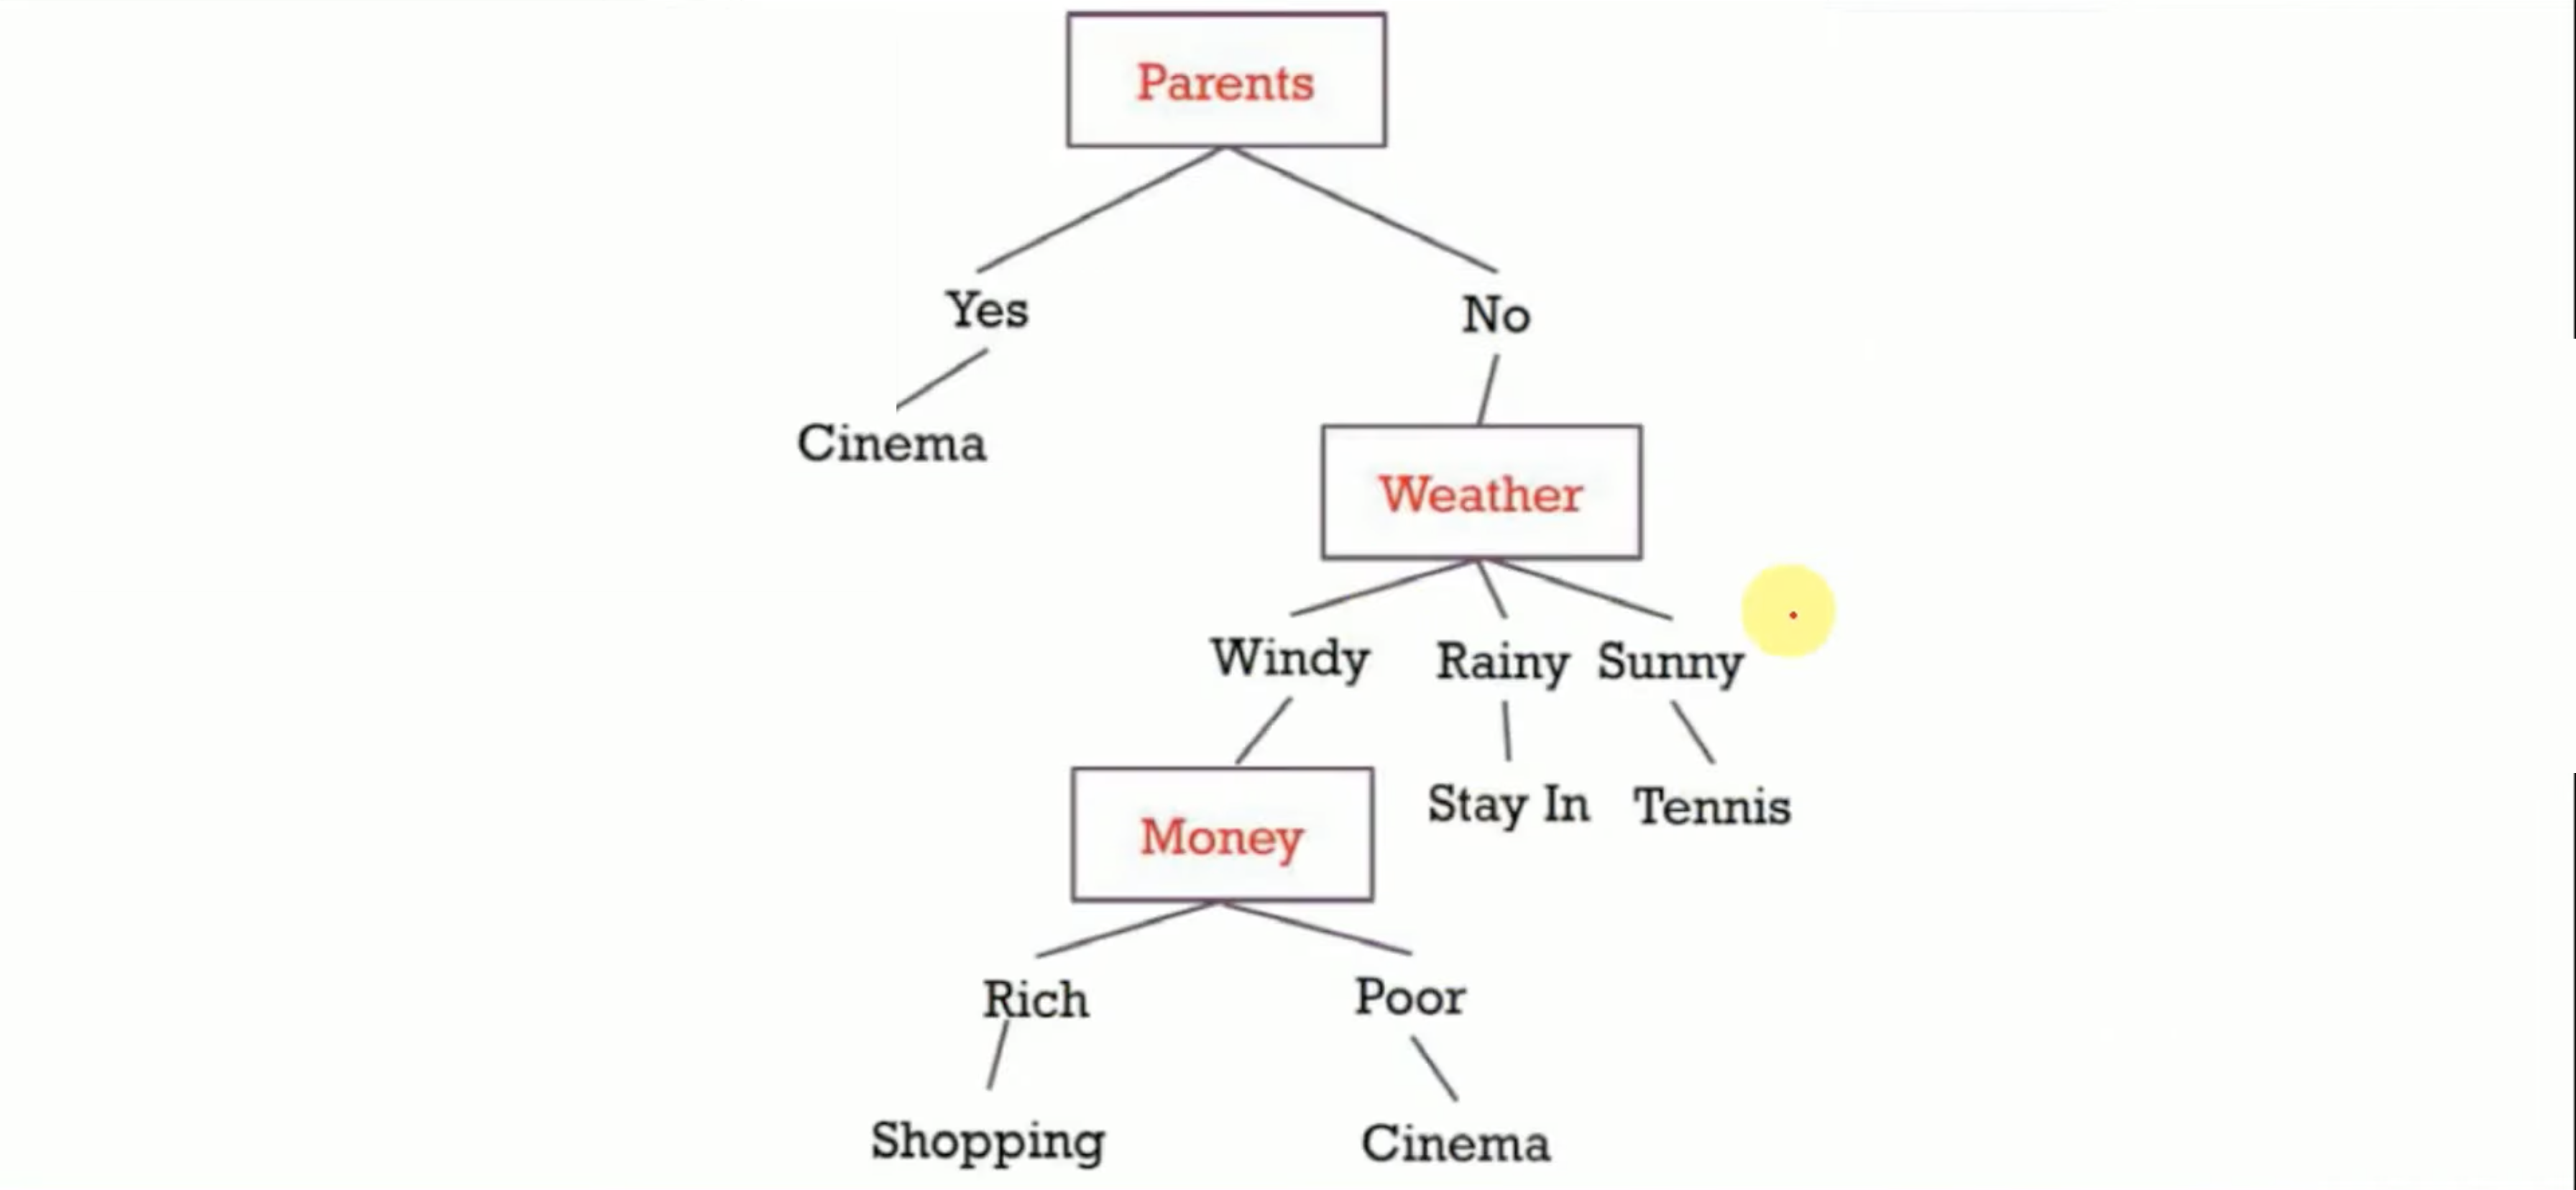 Parents
Yes
No
Cinema
Weather
Windy
Rainy
Sunny
Money
Stay In
Tennis
Rich
Poor
Shopping
Cinema